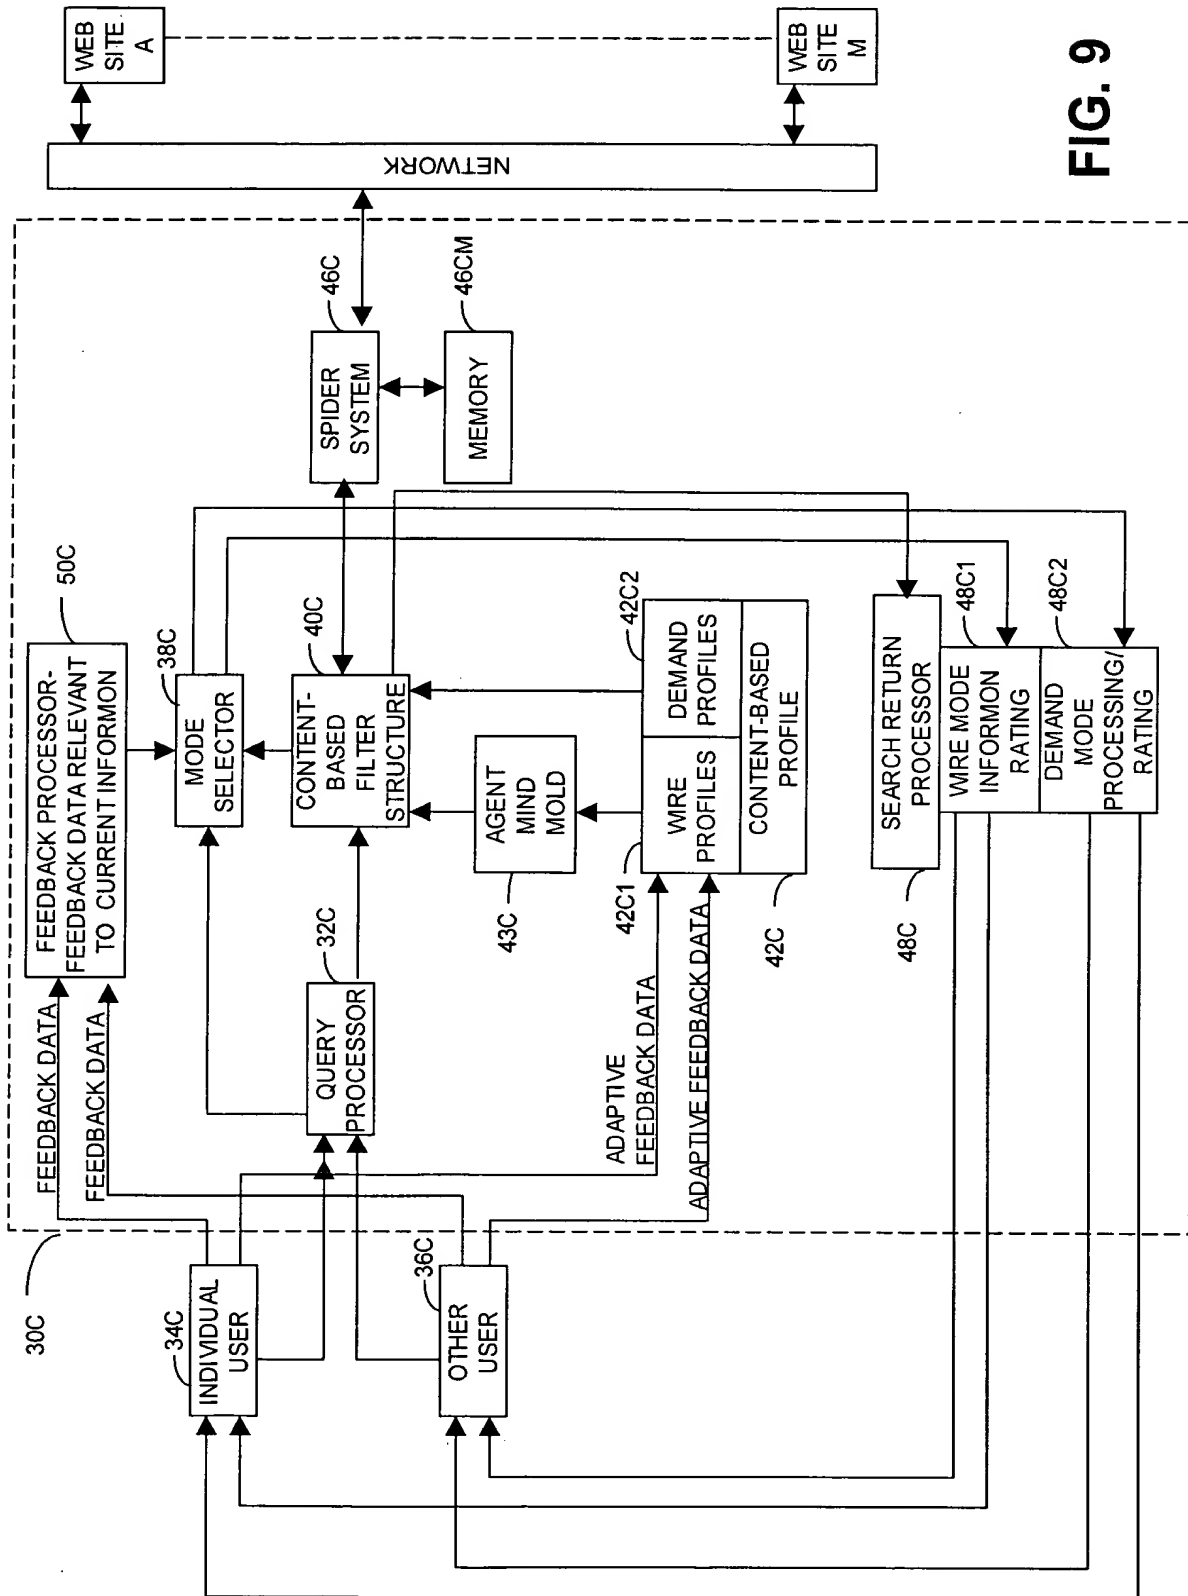 30C
34C
INDIVIDUAL
USER
36C
OTHER
USER
FEEDBACK DATA
FEEDBACK DATA
FEEDBACK PROCESSOR-
FEEDBACK DATA RELEVANT
TO CURRENT INFORMON
50C
38C
MODE
SELECTOR
32C
QUERY
PROCESSOR
40C
CONTENT-
BASED
FILTER
STRUCTURE
43C
AGENT
MIND
MOLD
ADAPTIVE
FEEDBACK DATA
ADAPTIVE FEEDBACK DATA
42C1
WIRE
PROFILES
42C2
DEMAND
PROFILES
CONTENT-BASED
PROFILE
42C
46C
SPIDER
SYSTEM
46CM
MEMORY
48C
SEARCH RETURN
PROCESSOR
48C1
WIRE MODE
INFORMON
RATING
48C2
DEMAND
MODE
PROCESSING/
RATING
NETWORK
WEB
SITE
A
WEB
SITE
M
FIG. 9